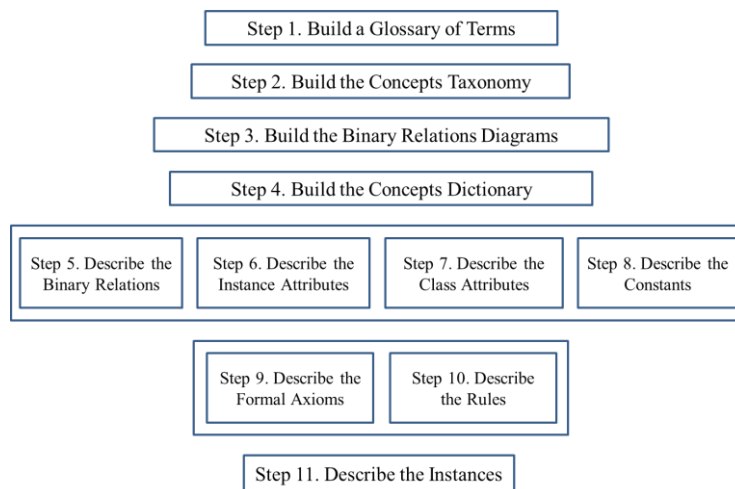 Step 1. Build a Glossary of Terms
Step 2. Build the Concepts Taxonomy
Step 3. Build the Binary Relations Diagrams
Step 4. Build the Concepts Dictionary
Step 5. Describe the
Binary Relations
Step 6. Describe the
Instance Attributes
Step 7. Describe the
Class Attributes
Step 8. Describe the
Constants
Step 9. Describe the
Formal Axioms
Step 10. Describe
the Rules
Step 11. Describe the Instances